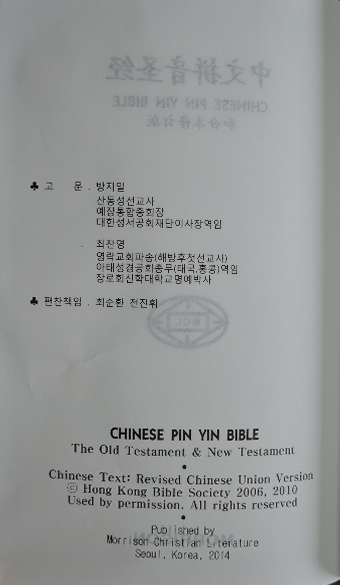 中文拼音圣经
CHINESE PIN YIN BIBLE
和合本修订版
♣ 고 문 . 방지일
산동성선교사
예장통합총회장
대한성서공회재단이사장역임
. 최찬영
영락교회파송(해방후첫선교사)
아태성경공회총무(태국,홍콩)역임
장로회신학대학교명예박사
♣ 편찬책임 . 최순환 전진휘
CHINESE PIN YIN BIBLE
The Old Testament & New Testament
•
Chinese Text: Revised Chinese Union Version
ⓒ Hong Kong Bible Society 2006, 2010
Used by permission. All rights reserved
•
Published by
Morrison Christian Literature
Seoul, Korea, 2014